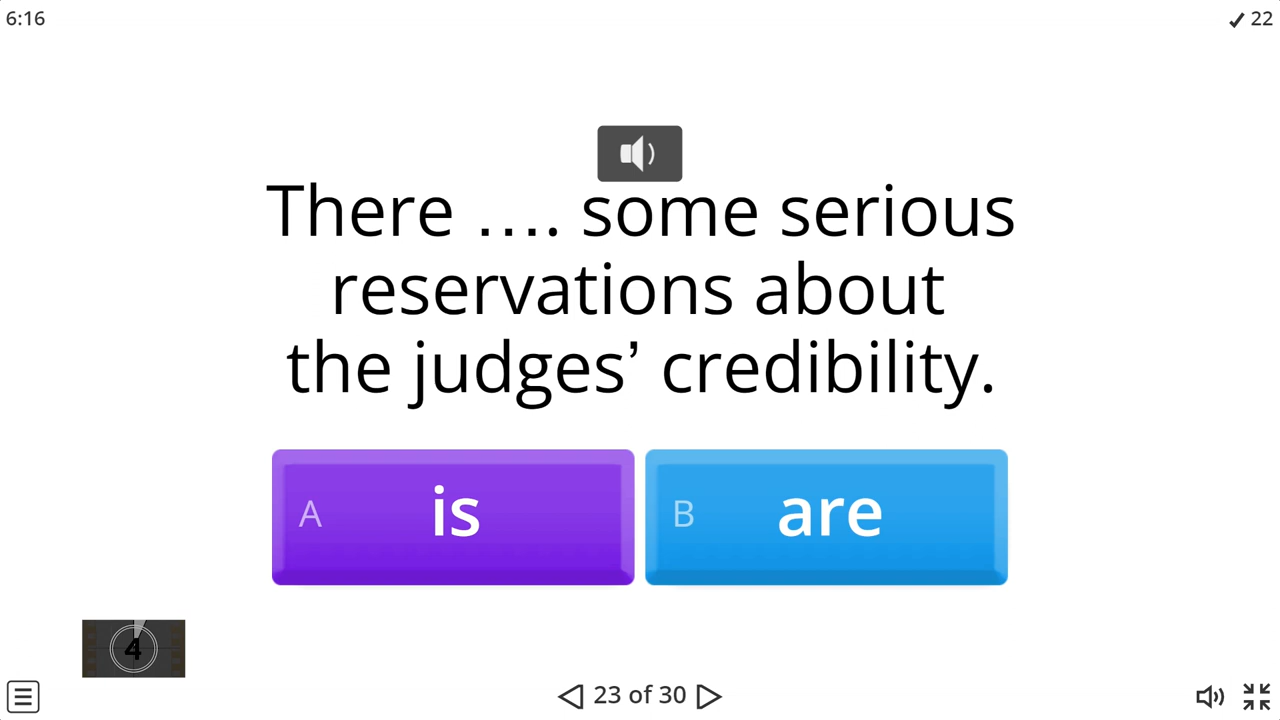 6:16
✓ 22
There .... some serious
reservations about
the judges’ credibility.
A is
B are
4
23 of 30